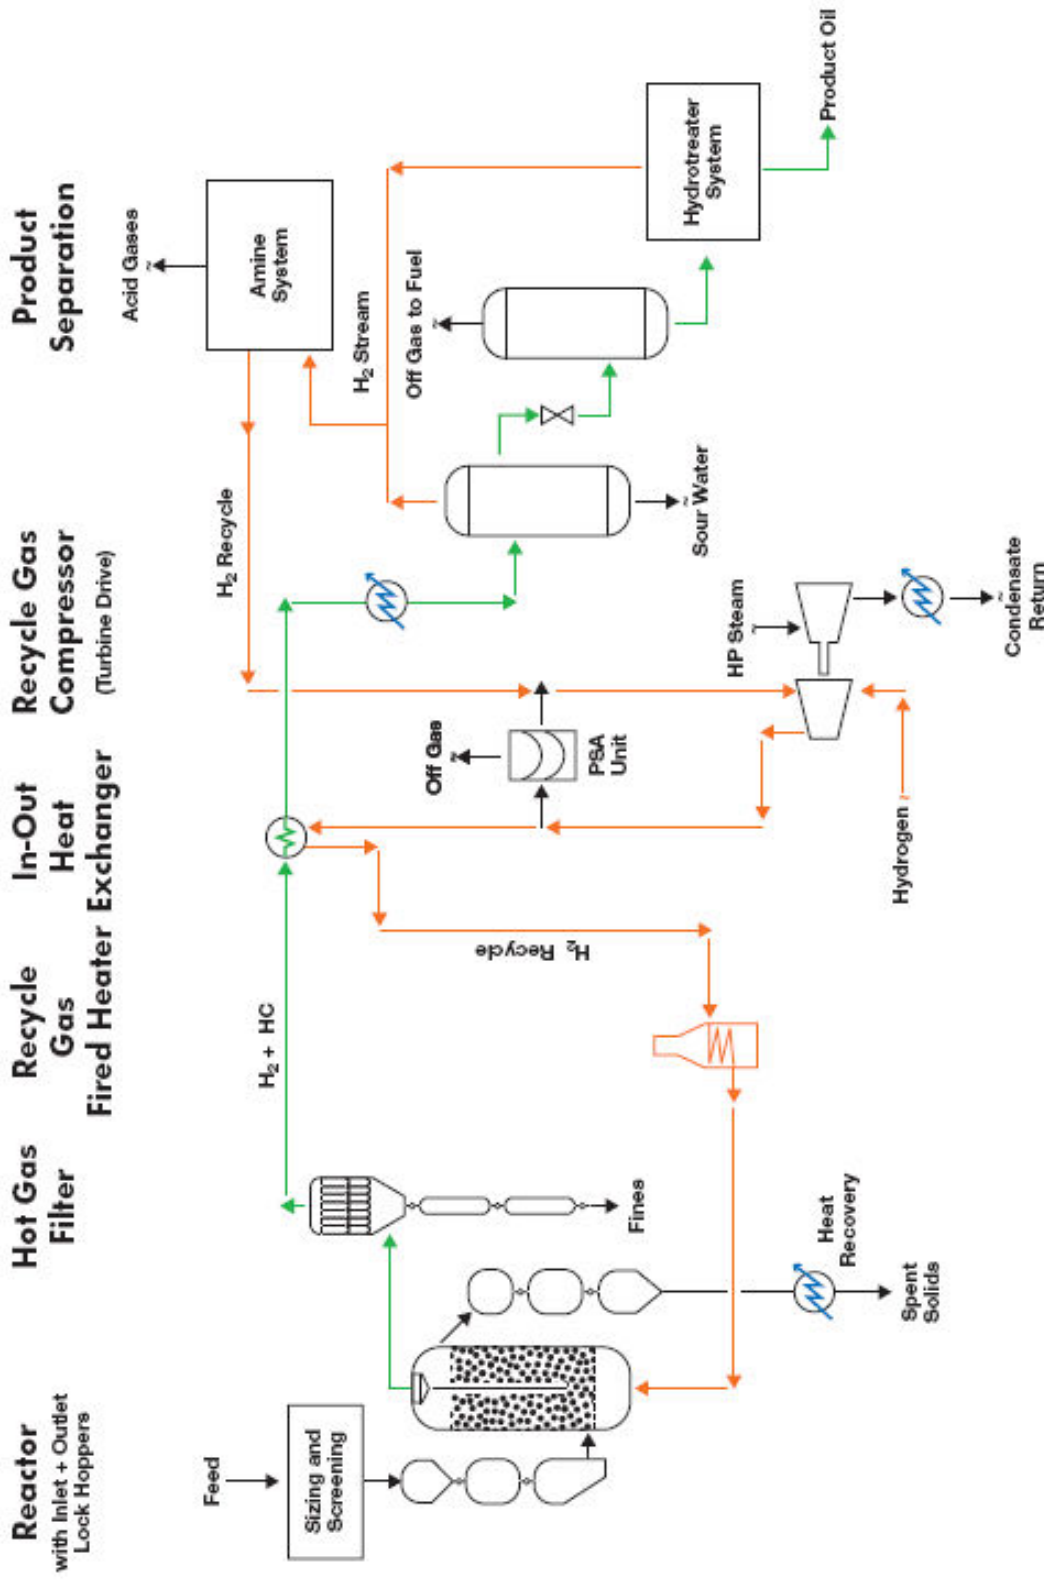 Reactor
with Inlet + Outlet
Lock Hoppers
Hot Gas
Filter
Recycle
Gas
Fired Heater
In-Out
Heat
Exchanger
Recycle Gas
Compressor
(Turbine Drive)
Product
Separation
Feed
Sizing and
Screening
Fines
Heat
Recovery
Spent
Solids
H2 + HC
H2 Recycle
Off Gas
PSA
Unit
Hydrogen
H2 Recycle
HP Steam
Condensate
Return
Sour Water
H2 Stream
Off Gas to Fuel
Acid Gases
Amine
System
Hydrotreater
System
Product Oil